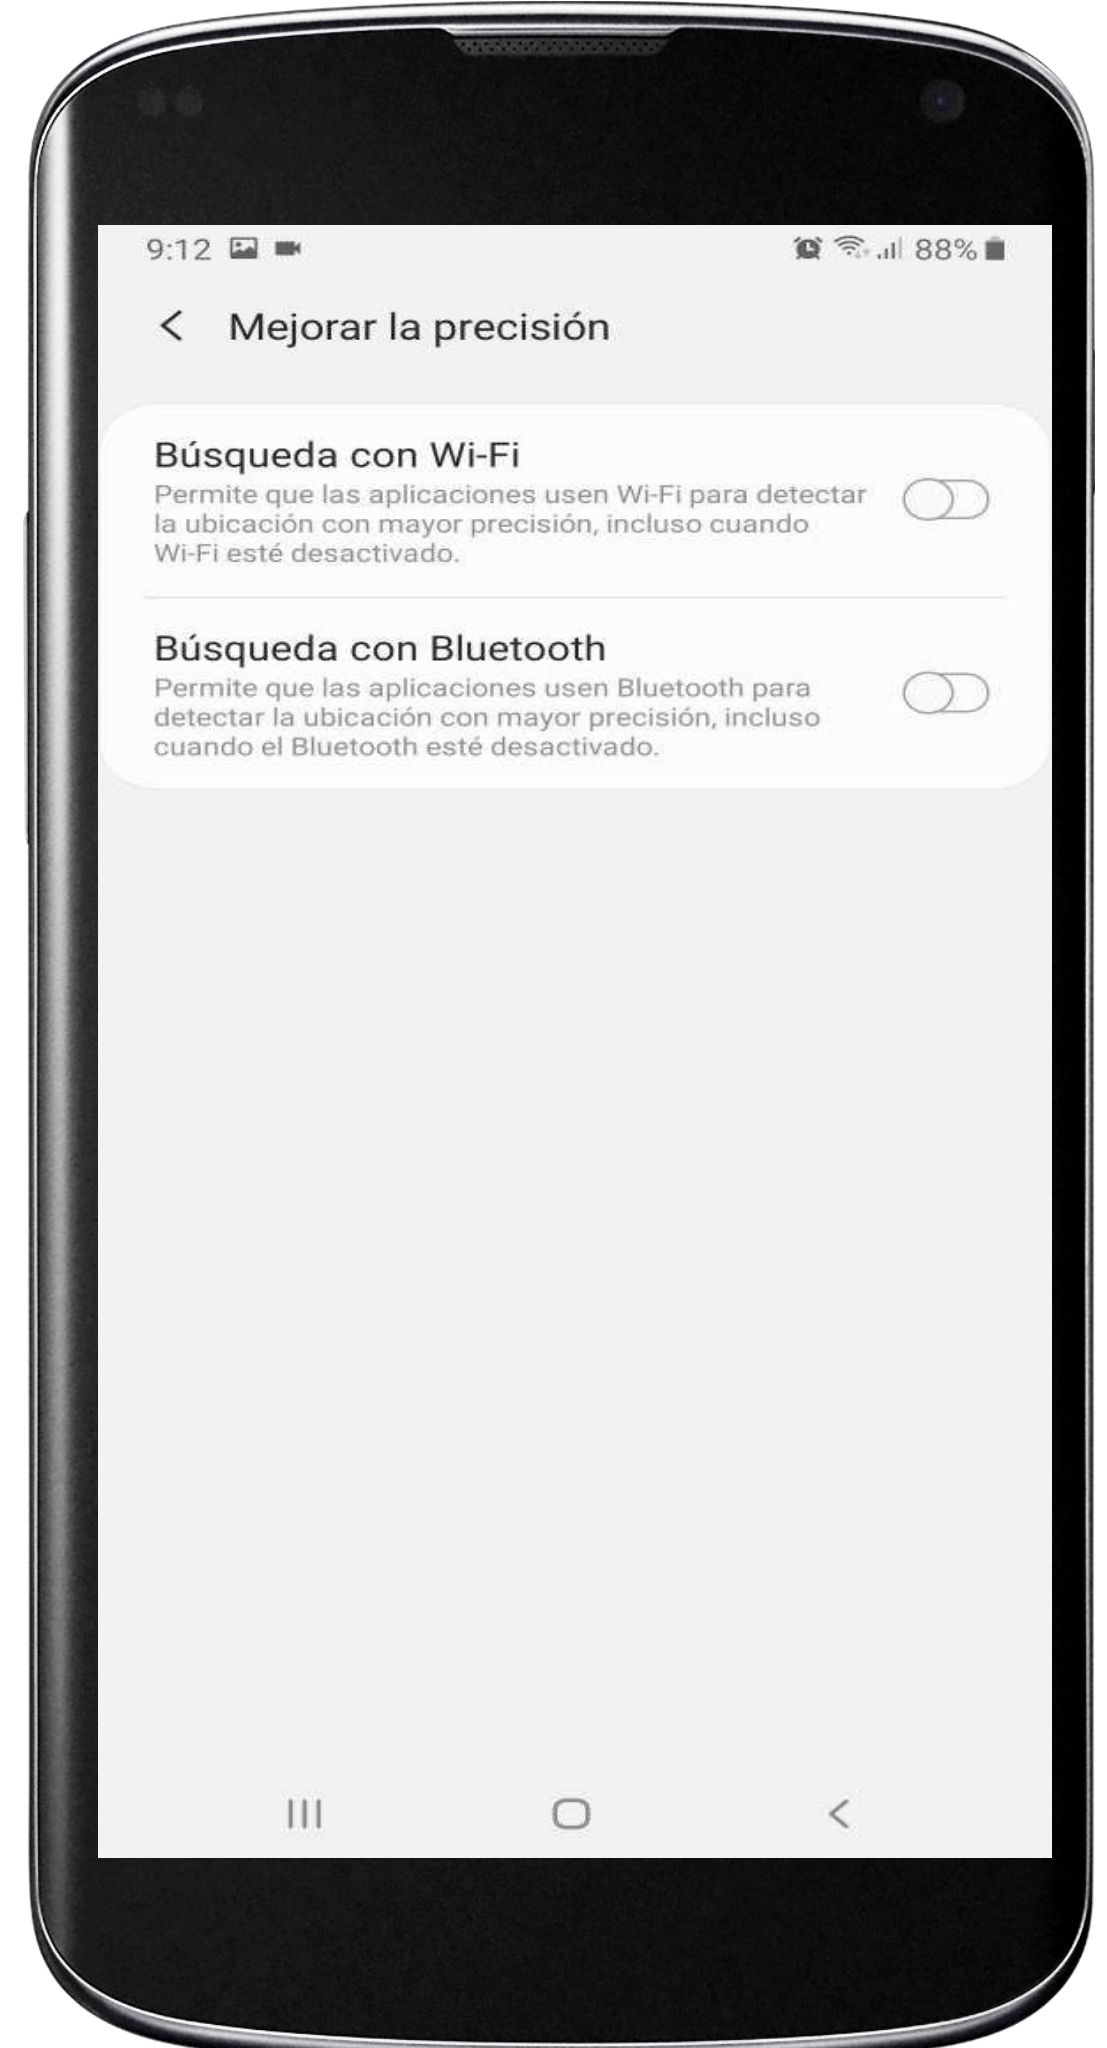 9:12 88%
Mejorar la precisión
Búsqueda con Wi-Fi
Permite que las aplicaciones usen Wi-Fi para detectar
la ubicación con mayor precisión, incluso cuando
Wi-Fi esté desactivado.
Búsqueda con Bluetooth
Permite que las aplicaciones usen Bluetooth para
detectar la ubicación con mayor precisión, incluso
cuando el Bluetooth esté desactivado.